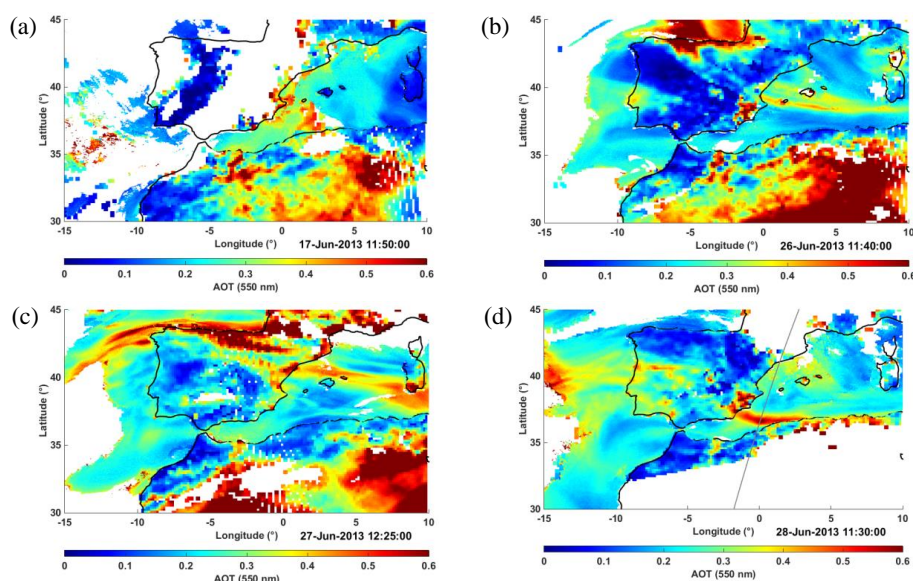 (a)
45
40
35
30
Latitude (°)
-15 -10 -5 0 5 10
Longitude (°)
17-Jun-2013 11:50:00
0 0.1 0.2 0.3 0.4 0.5 0.6
AOT (550 nm)
(b)
45
40
35
30
Latitude (°)
-15 -10 -5 0 5 10
Longitude (°)
26-Jun-2013 11:40:00
0 0.1 0.2 0.3 0.4 0.5 0.6
AOT (550 nm)
(c)
45
40
35
30
Latitude (°)
-15 -10 -5 0 5 10
Longitude (°)
27-Jun-2013 12:25:00
0 0.1 0.2 0.3 0.4 0.5 0.6
AOT (550 nm)
(d)
45
40
35
30
Latitude (°)
-15 -10 -5 0 5 10
Longitude (°)
28-Jun-2013 11:30:00
0 0.1 0.2 0.3 0.4 0.5 0.6
AOT (550 nm)